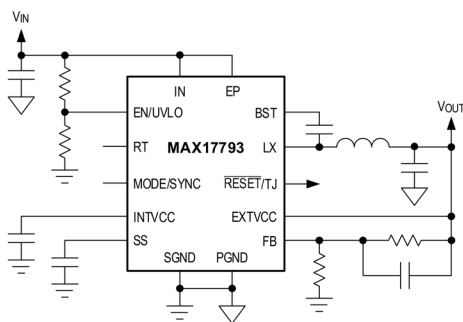 VIN
IN EP
EN/UVLO BST
VOUT
RT MAX17793 LX
MODE/SYNC RESET/TJ
INTVCC EXTVCC
SS FB
SGND PGND